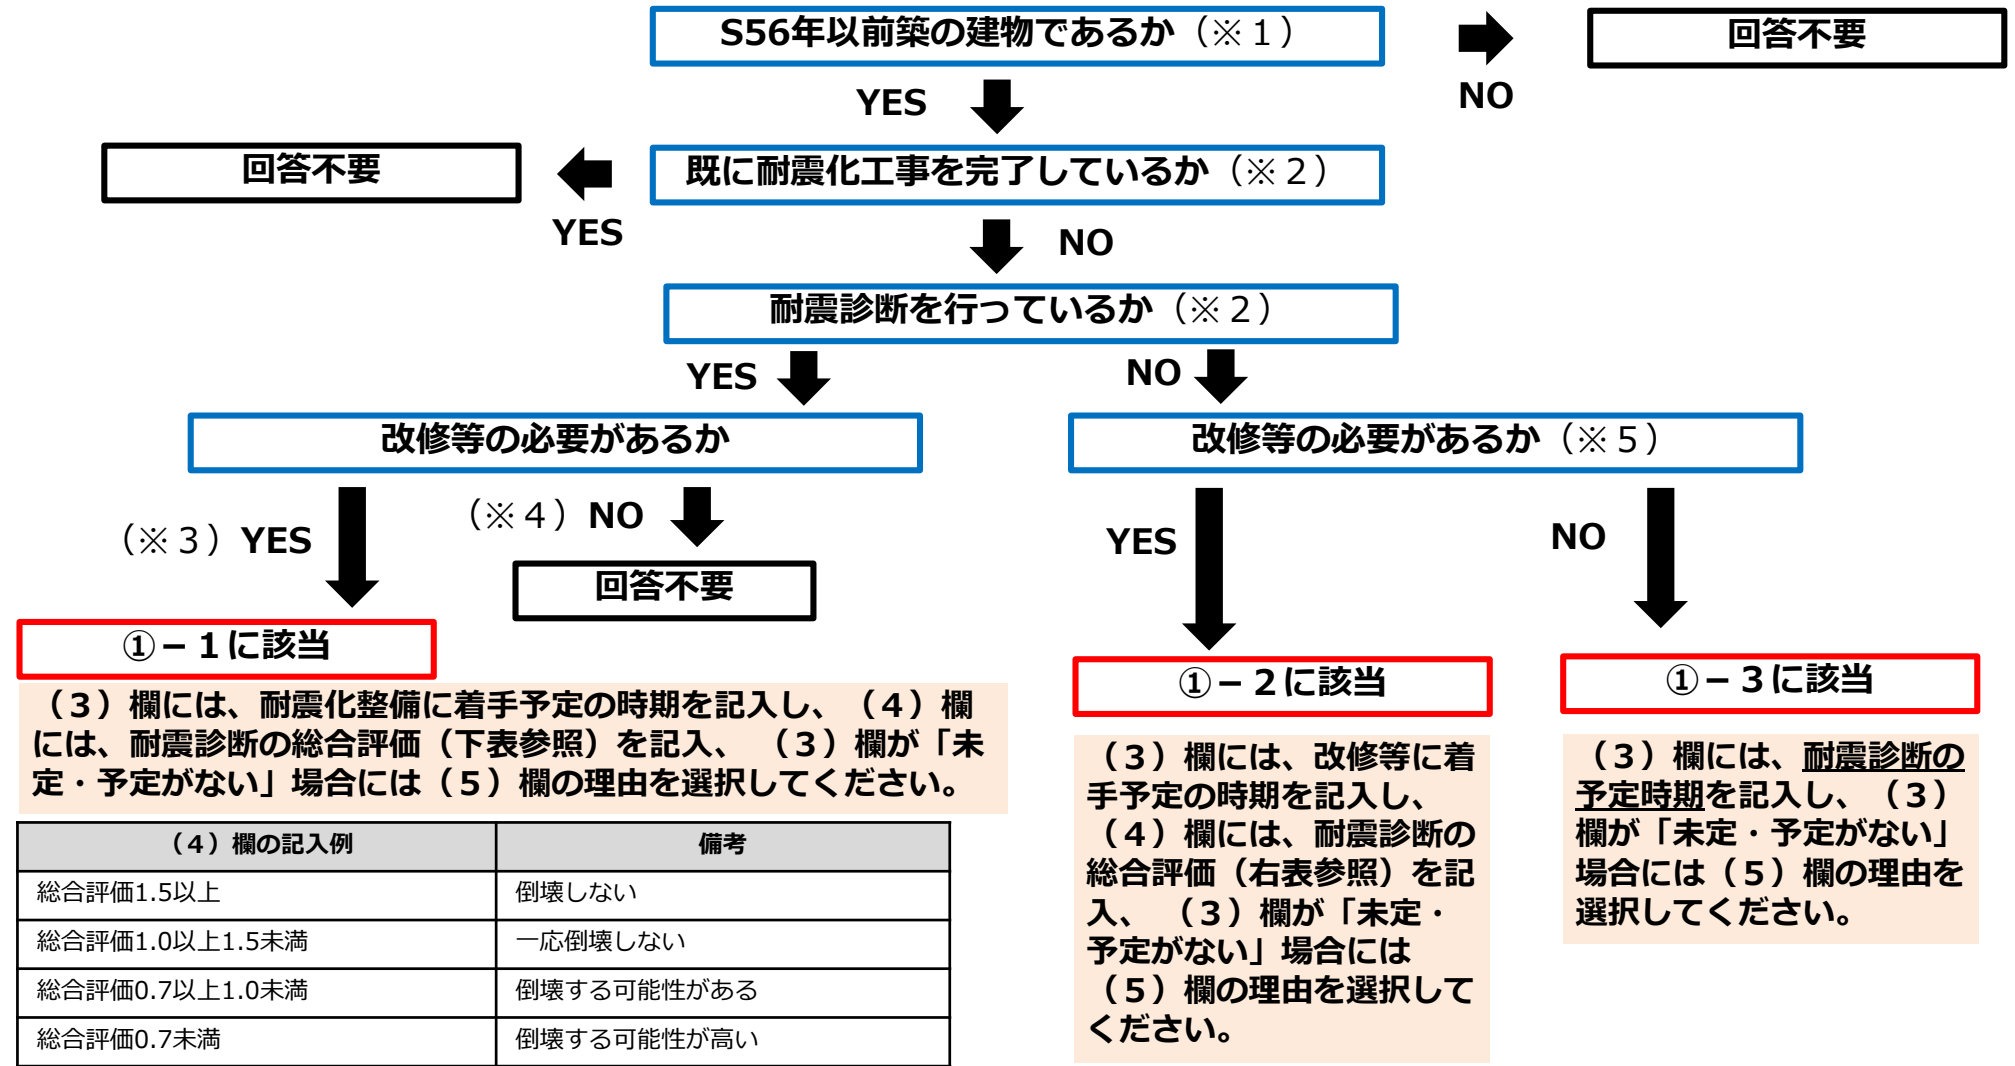 S56年以前築の建物であるか（※１）
回答不要
YES
NO
回答不要
既に耐震化工事を完了しているか（※２）
YES
NO
耐震診断を行っているか（※２）
YES
NO
改修等の必要があるか
改修等の必要があるか（※５）
（※３）YES
（※４）NO
YES
NO
回答不要
①－１に該当
①－２に該当
①－３に該当
（３）欄には、耐震化整備に着手予定の時期を記入し、（４）欄
には、耐震診断の総合評価（下表参照）を記入、（３）欄が「未
定・予定がない」場合には（５）欄の理由を選択してください。
（４）欄の記入例
備考
総合評価1.5以上
倒壊しない
総合評価1.0以上1.5未満
一応倒壊しない
総合評価0.7以上1.0未満
倒壊する可能性がある
総合評価0.7未満
倒壊する可能性が高い
（３）欄には、改修等に着
手予定の時期を記入し、
（４）欄には、耐震診断の
総合評価（右表参照）を記
入、（３）欄が「未定・
予定がない」場合には
（５）欄の理由を選択して
ください。
（３）欄には、耐震診断の
予定時期を記入し、（３）
欄が「未定・予定がない」
場合には（５）欄の理由を
選択してください。